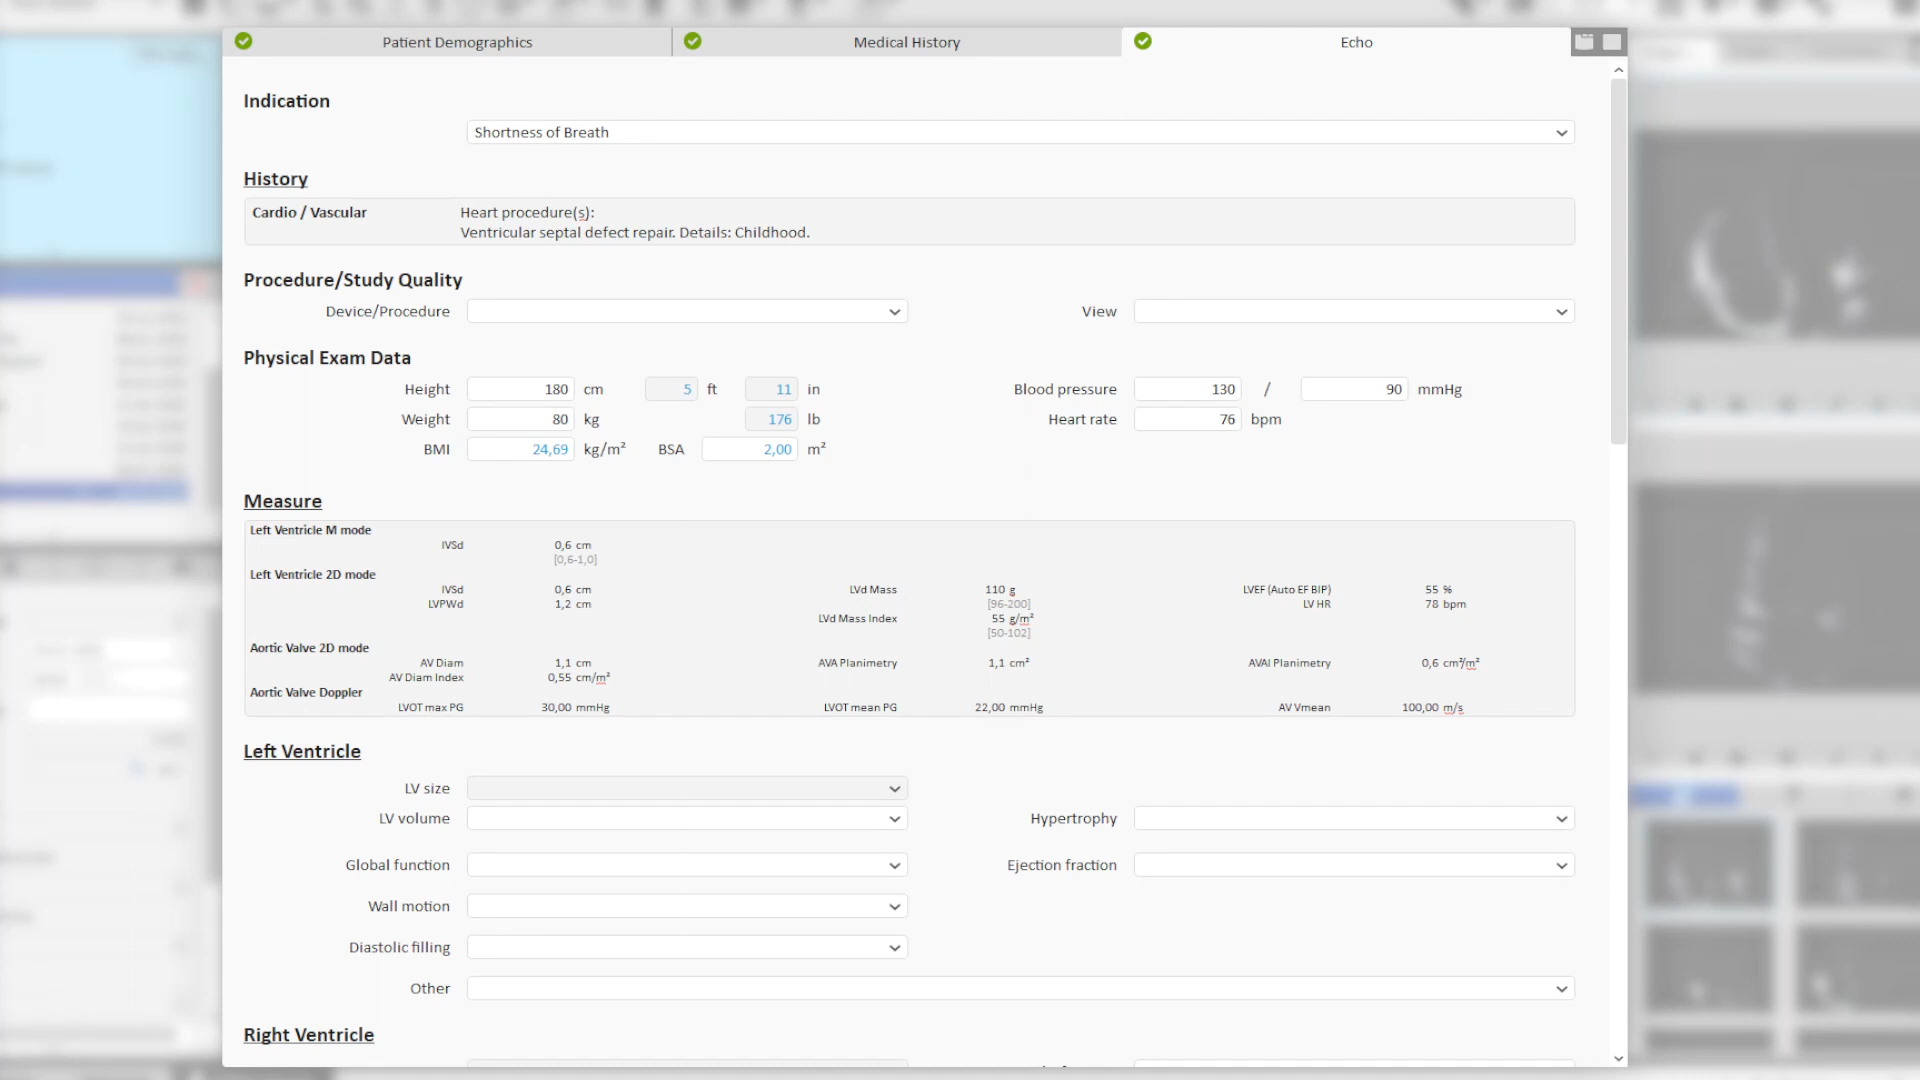 Patient Demographics
Medical History
Echo
Indication
Shortness of Breath
History
Cardio / Vascular
Heart procedure(s):
Ventricular septal defect repair. Details: Childhood.
Procedure/Study Quality
Device/Procedure
View
Physical Exam Data
Height 180 cm 5 ft 11 in
Blood pressure 130 / 90 mmHg
Weight 80 kg 176 lb
Heart rate 76 bpm
BMI 24,69 kg/m² BSA 2,00 m²
Measure
Left Ventricle M mode
IVSd 0,6 cm
[0,6-1,0]
Left Ventricle 2D mode
IVSd 0,6 cm LVd Mass 110 g LVEF (Auto EF BIP) 55 %
LVPWd 1,2 cm [96-200] LV HR 78 bpm
LVd Mass Index 55 g/m²
[50-102]
Aortic Valve 2D mode
AV Diam 1,1 cm AVA Planimetry 1,1 cm² AVAI Planimetry 0,6 cm²/m²
AV Diam Index 0,55 cm/m²
Aortic Valve Doppler
LVOT max PG 30,00 mmHg LVOT mean PG 22,00 mmHg AV Vmean 100,00 m/s
Left Ventricle
LV size
LV volume
Hypertrophy
Global function
Ejection fraction
Wall motion
Diastolic filling
Other
Right Ventricle